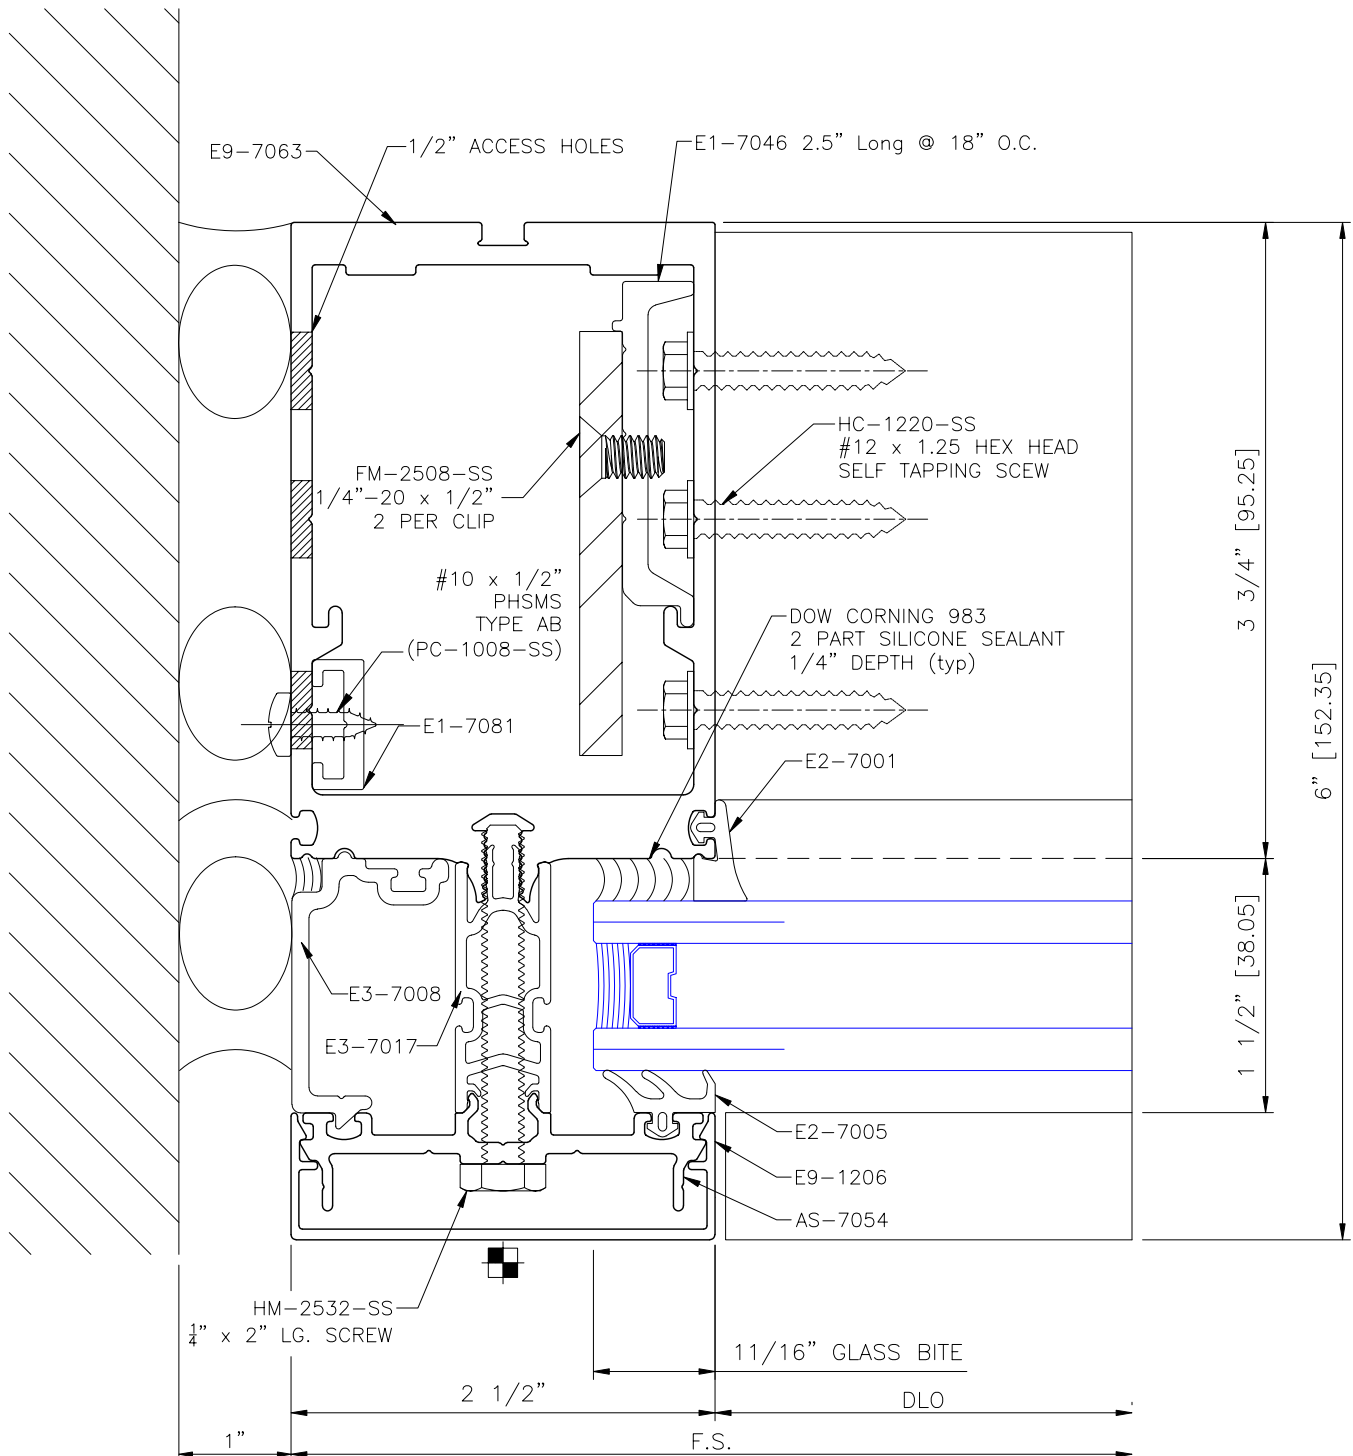 E9-7063
1/2" ACCESS HOLES
E1-7046 2.5" Long @ 18" O.C.
HC-1220-SS
#12 x 1.25 HEX HEAD
SELF TAPPING SCEW
FM-2508-SS
1/4"-20 x 1/2"
2 PER CLIP
#10 x 1/2"
PHSMS
TYPE AB
(PC-1008-SS)
DOW CORNING 983
2 PART SILICONE SEALANT
1/4" DEPTH (typ)
E1-7081
E2-7001
3 3/4" [95.25]
6" [152.35]
1 1/2" [38.05]
E3-7008
E3-7017
E2-7005
E9-1206
AS-7054
HM-2532-SS
1/4" x 2" LG. SCREW
11/16" GLASS BITE
2 1/2"
DLO
1"
F.S.